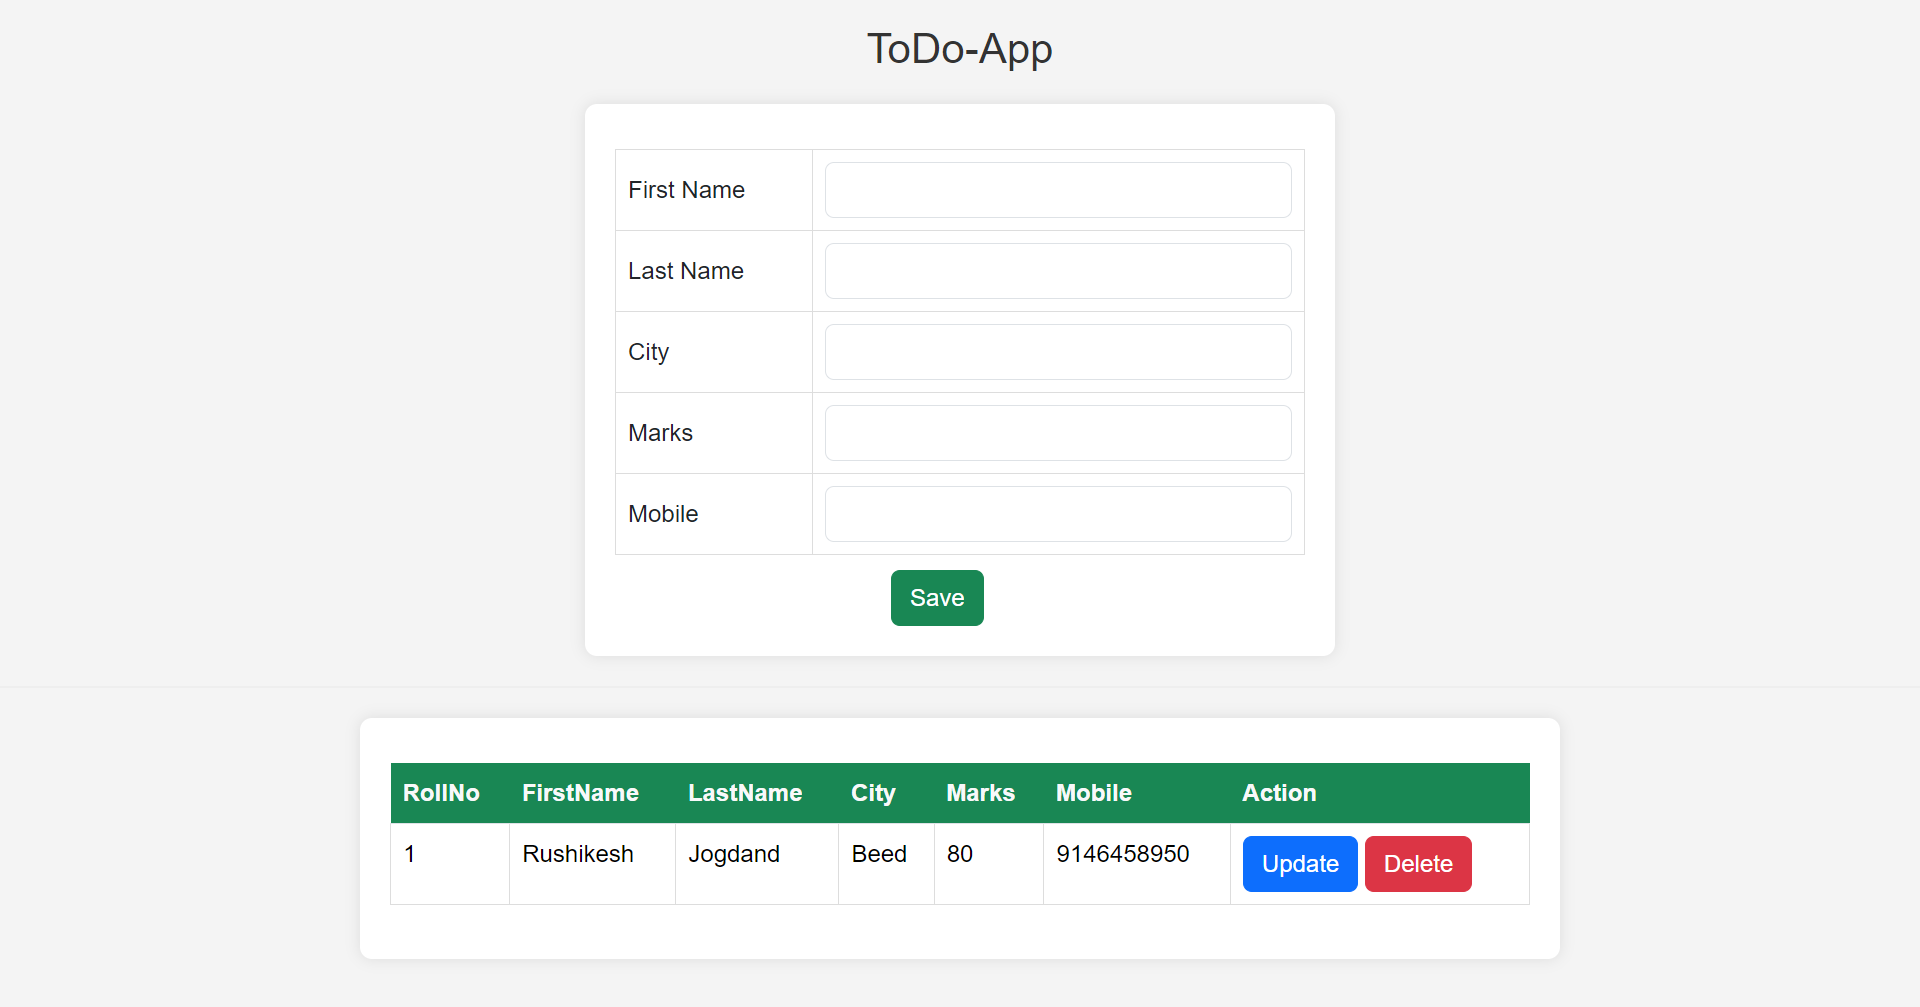 ToDo-App
First Name
Last Name
City
Marks
Mobile
Save
RollNo FirstName LastName City Marks Mobile Action
1 Rushikesh Jogdand Beed 80 9146458950 Update Delete